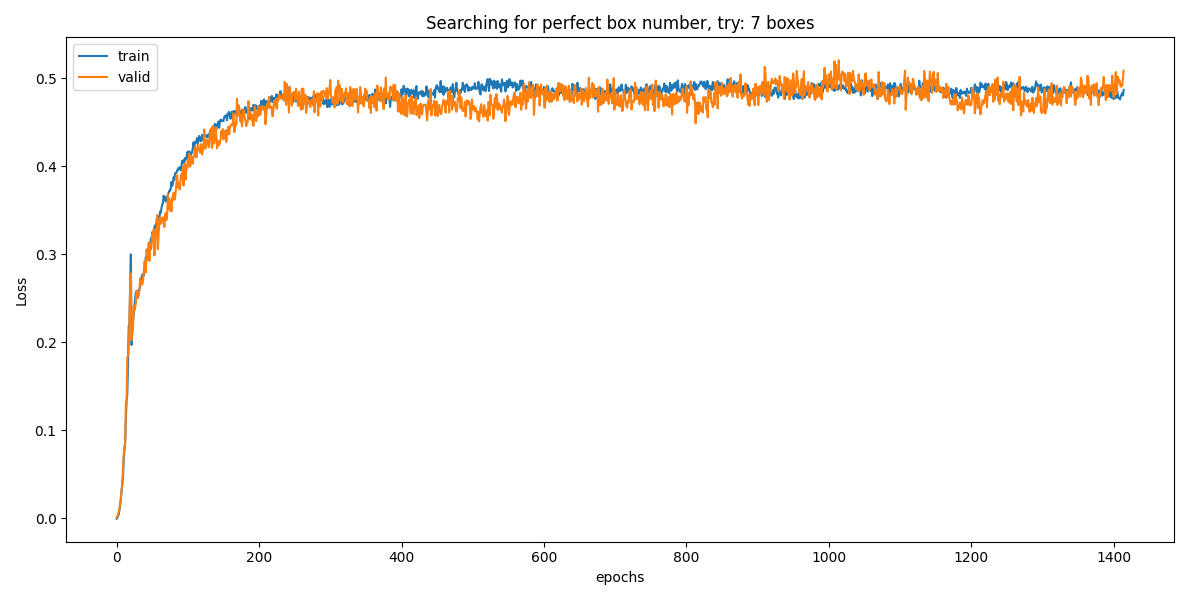 Searching for perfect box number, try: 7 boxes
train
valid
0.5
0.4
0.3
0.2
0.1
0.0
Loss
0 200 400 600 800 1000 1200 1400
epochs